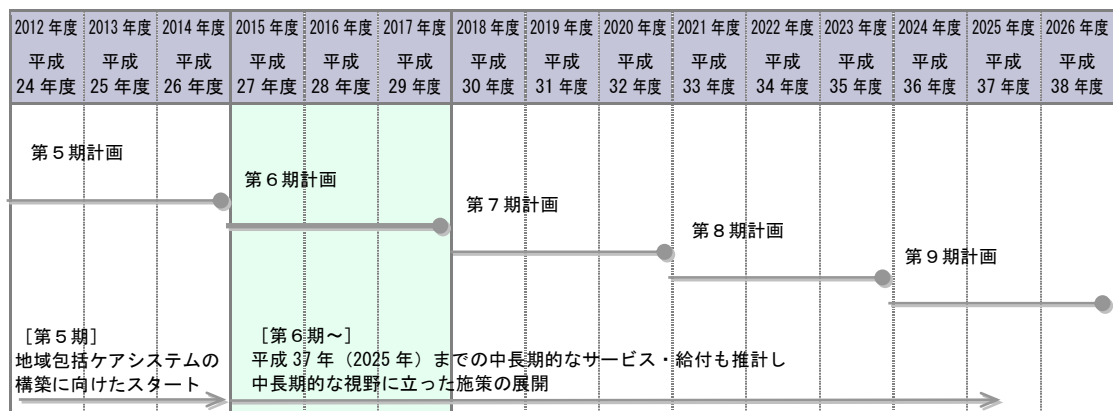 2012 年度 2013 年度 2014 年度 2015 年度 2016 年度 2017 年度 2018 年度 2019 年度 2020 年度 2021 年度 2022 年度 2023 年度 2024 年度 2025 年度 2026 年度
平成 平成 平成 平成 平成 平成 平成 平成 平成 平成 平成 平成 平成 平成 平成
24 年度 25 年度 26 年度 27 年度 28 年度 29 年度 30 年度 31 年度 32 年度 33 年度 34 年度 35 年度 36 年度 37 年度 38 年度
第5期計画
第6期計画
第7期計画
第8期計画
第9期計画
［第5期］
地域包括ケアシステムの
構築に向けたスタート
［第6期～］
平成 37 年（2025 年）までの中長期的なサービス・給付も推計し
中長期的な視野に立った施策の展開